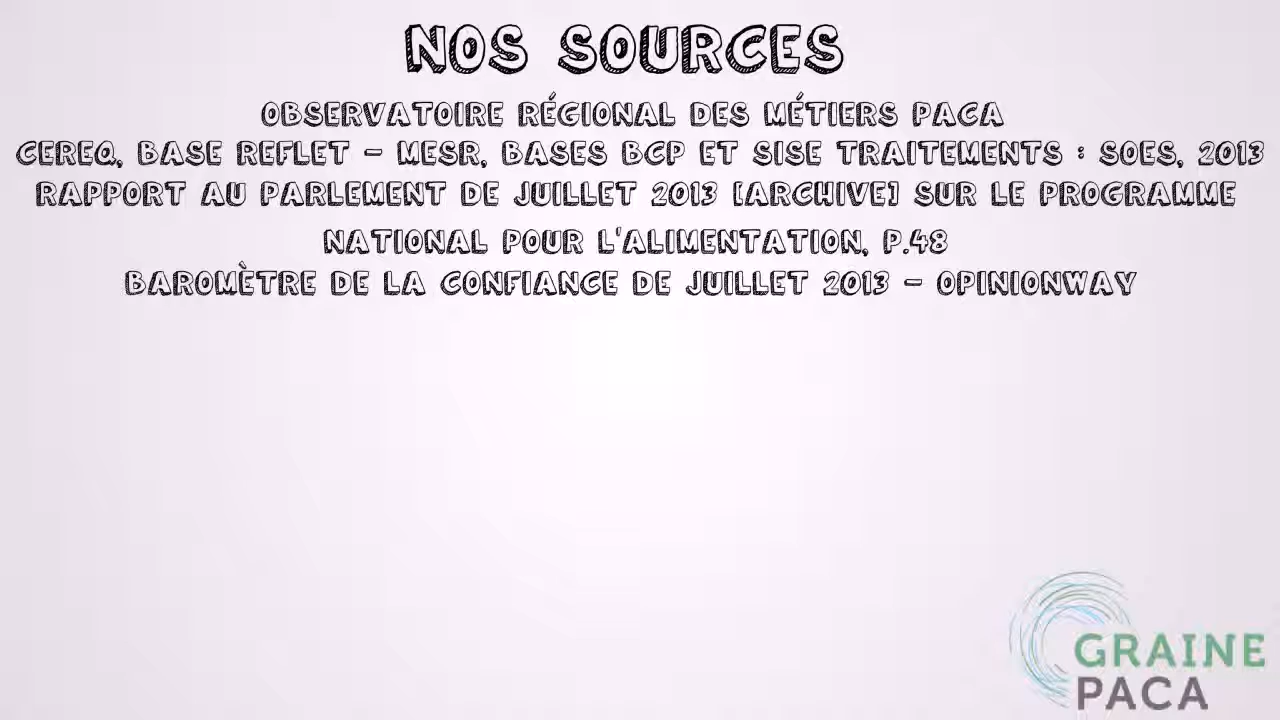 NOS SOURCES
OBSERVATOIRE RÉGIONAL DES MÉTIERS PACA
CEREQ, BASE REFLET - MESR, BASES BCP ET SISE TRAITEMENTS : SOES, 2013
RAPPORT AU PARLEMENT DE JUILLET 2013 [ARCHIVE] SUR LE PROGRAMME
NATIONAL POUR L'ALIMENTATION, P.48
BAROMÈTRE DE LA CONFIANCE DE JUILLET 2013 - OPINIONWAY
GRAINE
PACA